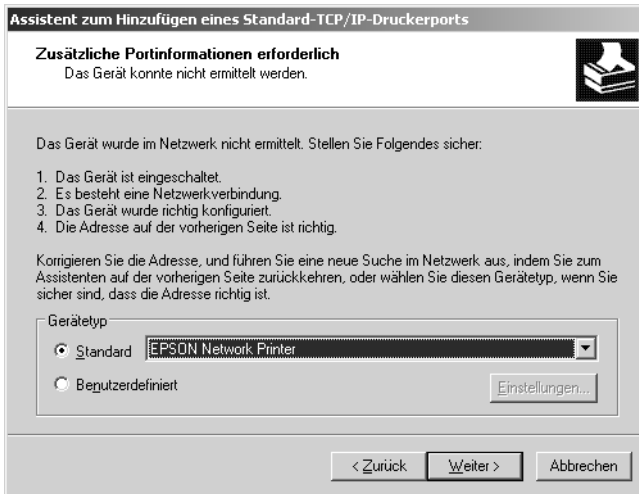 Assistent zum Hinzufügen eines Standard-TCP/IP-Druckerports
Zusätzliche Portinformationen erforderlich
Das Gerät konnte nicht ermittelt werden.
Das Gerät wurde im Netzwerk nicht ermittelt. Stellen Sie Folgendes sicher:
1. Das Gerät ist eingeschaltet.
2. Es besteht eine Netzwerkverbindung.
3. Das Gerät wurde richtig konfiguriert.
4. Die Adresse auf der vorherigen Seite ist richtig.
Korrigieren Sie die Adresse, und führen Sie eine neue Suche im Netzwerk aus, indem Sie zum
Assistenten auf der vorherigen Seite zurückkehren, oder wählen Sie diesen Gerätetyp, wenn Sie
sicher sind, dass die Adresse richtig ist.
Gerätetyp
Standard EPSON Network Printer
Benutzerdefiniert Einstellungen...
< Zurück Weiter > Abbrechen